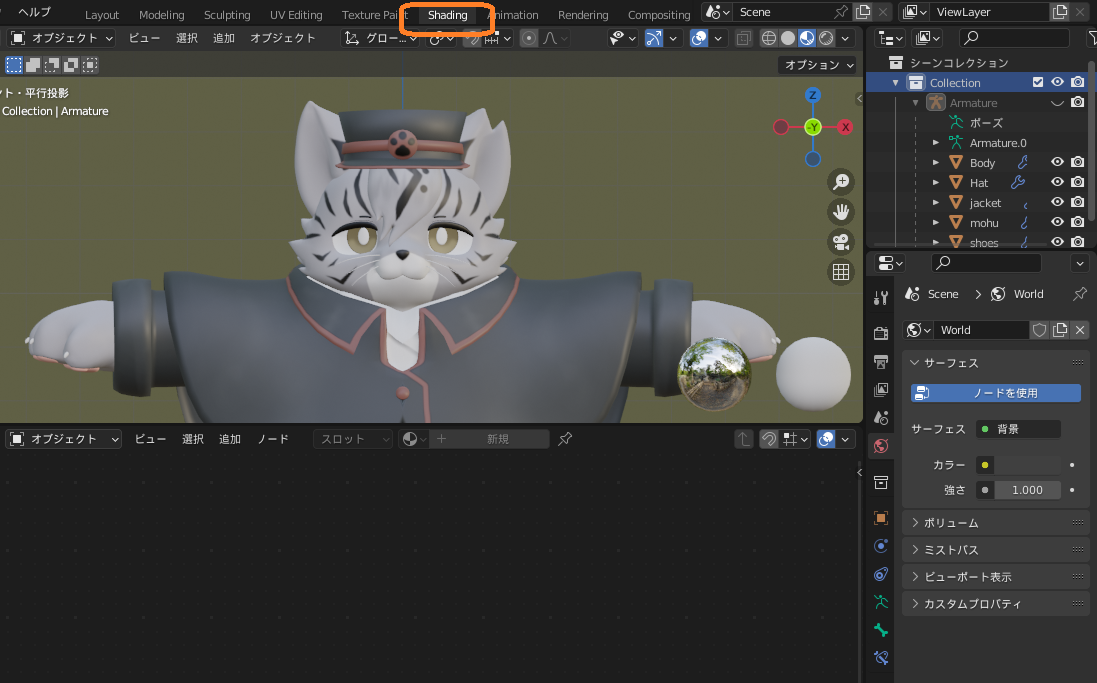 ヘルプ Layout Modeling Sculpting UV Editing Texture Pai Shading Animation Rendering Compositing Scene ViewLayer
オブジェクト ビュー 選択 追加 オブジェクト グロー...
オプション
ント・平行投影
Collection | Armature
Z
-Y
X
シーンコレクション
Collection
Armature
ポーズ
Armature.0
Body
Hat
jacket
mohu
shoes
Scene World
World
サーフェス
ノードを使用
サーフェス 背景
カラー
強さ 1.000
ボリューム
ミストパス
ビューポート表示
カスタムプロパティ
オブジェクト ビュー 選択 追加 ノード スロット 新規